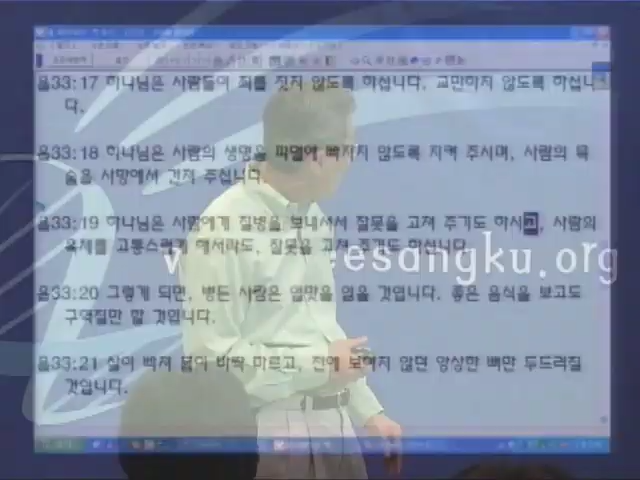 욥33:17 하나님은 사람들이 죄를 짓지 않도록 하십니다. 교만하지 않도록 하십니
다.
욥33:18 하나님은 사람의 생명을 파멸에 빠지지 않도록 지켜 주시며, 사람의 목
숨을 사망에서 건져 주십니다.
욥33:19 하나님은 사람에게 질병을 보내셔서 잘못을 고쳐 주기도 하시고, 사람의
육체를 고통스럽게 해서라도, 잘못을 고쳐 주기도 하십니다.
esangku.org
욥33:20 그렇게 되면, 병든 사람은 입맛을 잃을 것입니다. 좋은 음식을 보고도
구역질만 할 것입니다.
욥33:21 살이 빠져 몸이 바짝 마르고, 전에 보이지 않던 앙상한 뼈만 두드러질
것입니다.